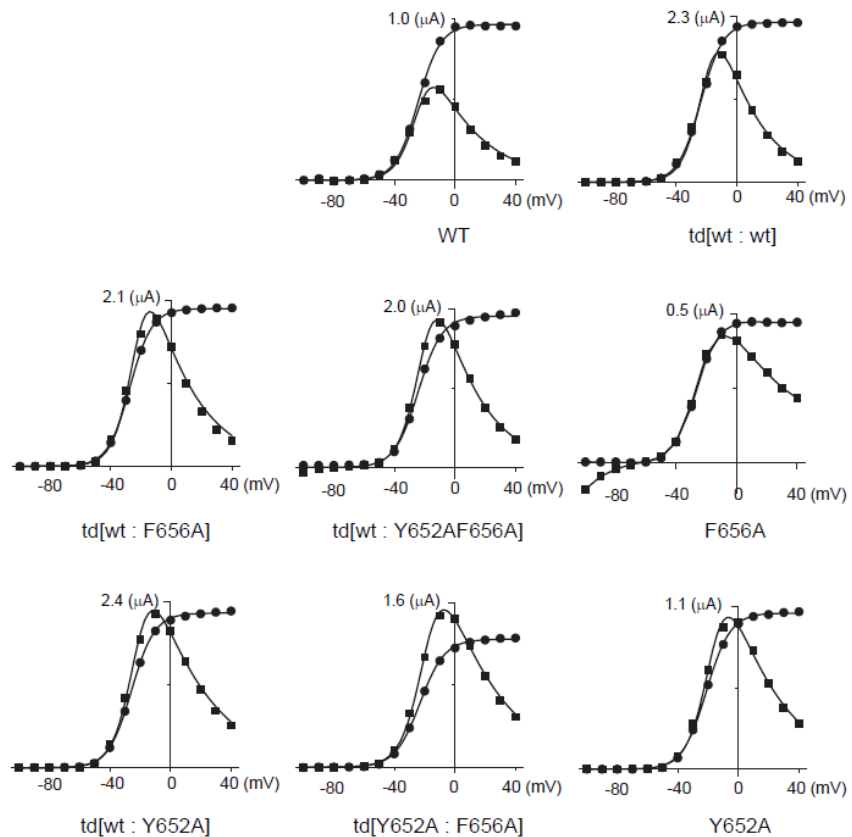 1.0 (μA)
-80 -40 0 40 (mV)
WT
2.3 (μA)
-80 -40 0 40 (mV)
td[wt : wt]
2.1 (μA)
-80 -40 0 40 (mV)
td[wt : F656A]
2.0 (μA)
-80 -40 0 40 (mV)
td[wt : Y652AF656A]
0.5 (μA)
-80 -40 0 40 (mV)
F656A
2.4 (μA)
-80 -40 0 40 (mV)
td[wt : Y652A]
1.6 (μA)
-80 -40 0 40 (mV)
td[Y652A : F656A]
1.1 (μA)
-80 -40 0 40 (mV)
Y652A